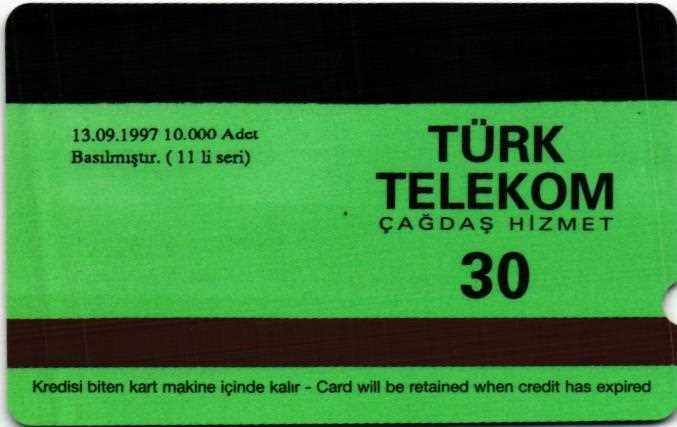 13.09.1997 10.000 Adet
Basılmıştır. ( 11 li seri)
TÜRK
TELEKOM
ÇAĞDAŞ HİZMET
30
Kredisi biten kart makine içinde kalır - Card will be retained when credit has expired